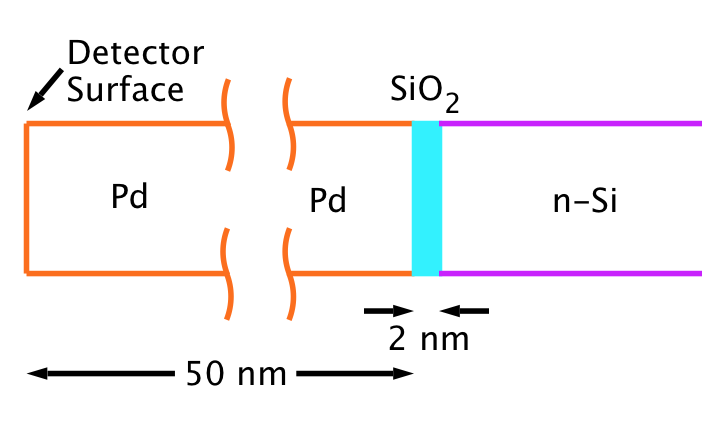 Detector
Surface
SiO₂
Pd
Pd
n-Si
2 nm
50 nm